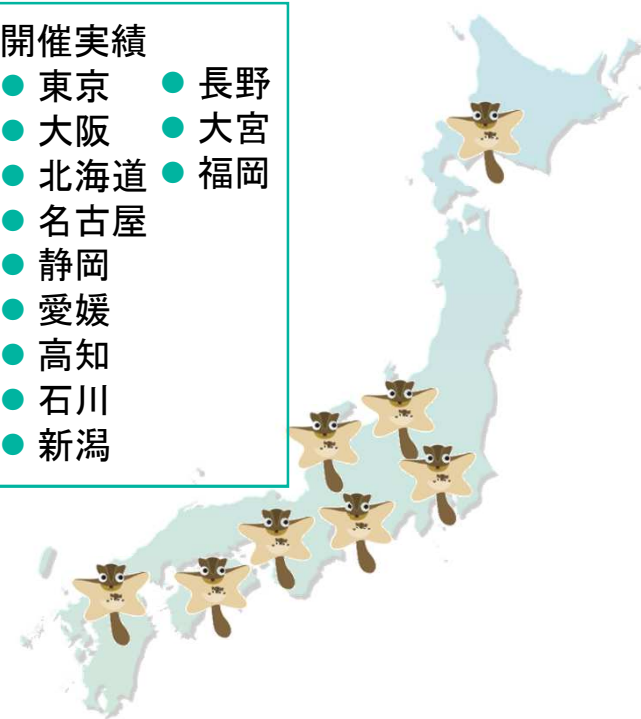 開催実績
東京
大阪
北海道
名古屋
静岡
愛媛
高知
石川
新潟
長野
大宮
福岡